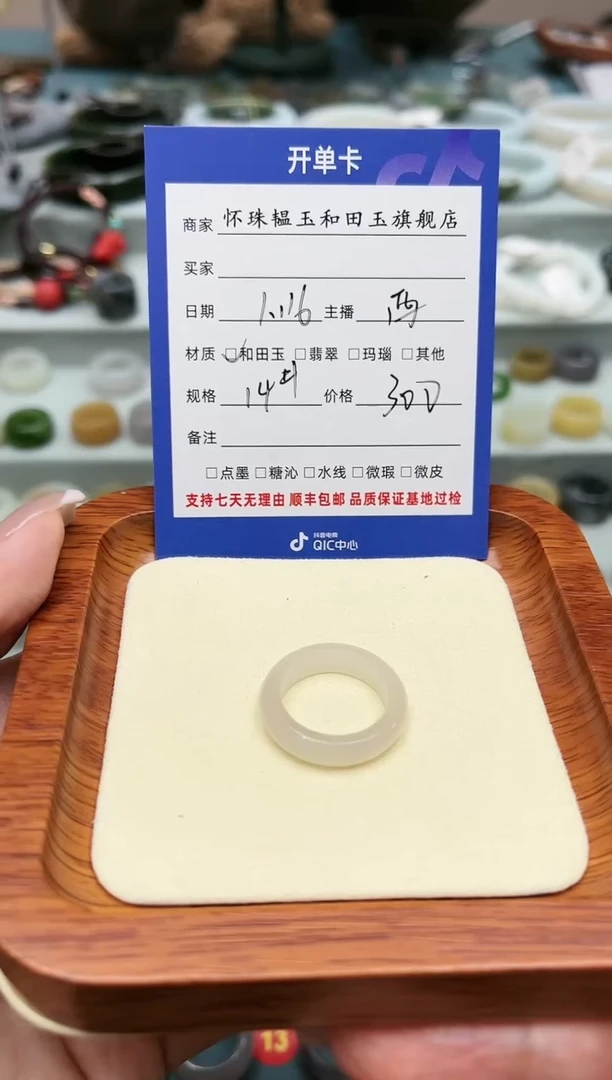 开单卡
商家 怀珠韫玉和田玉旗舰店
买家
日期 1.16 主播
材质 ☑和田玉 □翡翠 □玛瑙 □其他
规格 14 价格 300
备注
□点墨 □糖沁 □水线 □微瑕 □微皮
支持七天无理由 顺丰包邮 品质保证基地过检
抖音电商
QIC中心
13